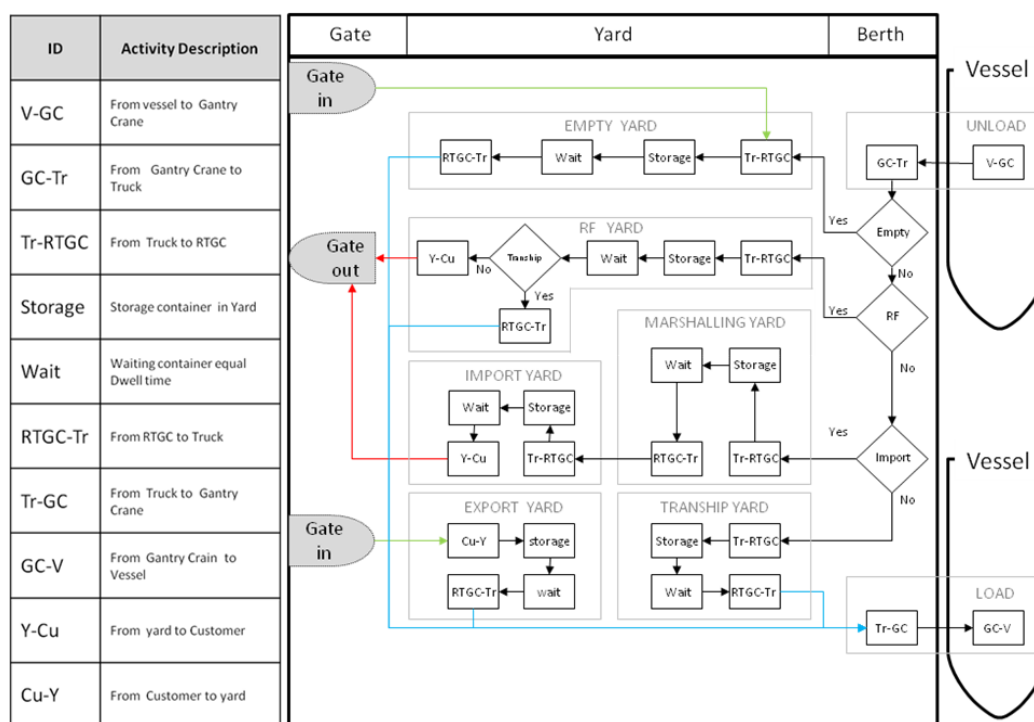 ID Activity Description
V-GC From vessel to Gantry
Crane
GC-Tr From Gantry Crane to
Truck
Tr-RTGC From Truck to RTGC
Storage Storage container in Yard
Wait Waiting container equal
Dwell time
RTGC-Tr From RTGC to Truck
Tr-GC From Truck to Gantry
Crane
GC-V From Gantry Crain to
Vessel
Y-Cu From yard to Customer
Cu-Y From Customer to yard
Gate Yard Berth
Vessel
Gate
in
EMPTY YARD
RTGC-Tr Wait Storage Tr-RTGC
UNLOAD
GC-Tr V-GC
Yes
Empty
No
Gate
out
RF YARD
Y-Cu No Tranship Wait Storage Tr-RTGC
Yes
RTGC-Tr
Yes
RF
No
MARSHALLING YARD
Wait Storage
RTGC-Tr Tr-RTGC
IMPORT YARD
Wait Storage
Y-Cu Tr-RTGC
Yes
Import
No
Vessel
Gate
in
EXPORT YARD
Cu-Y storage
RTGC-Tr wait
TRANSHIP YARD
Storage Tr-RTGC
Wait RTGC-Tr
LOAD
Tr-GC GC-V